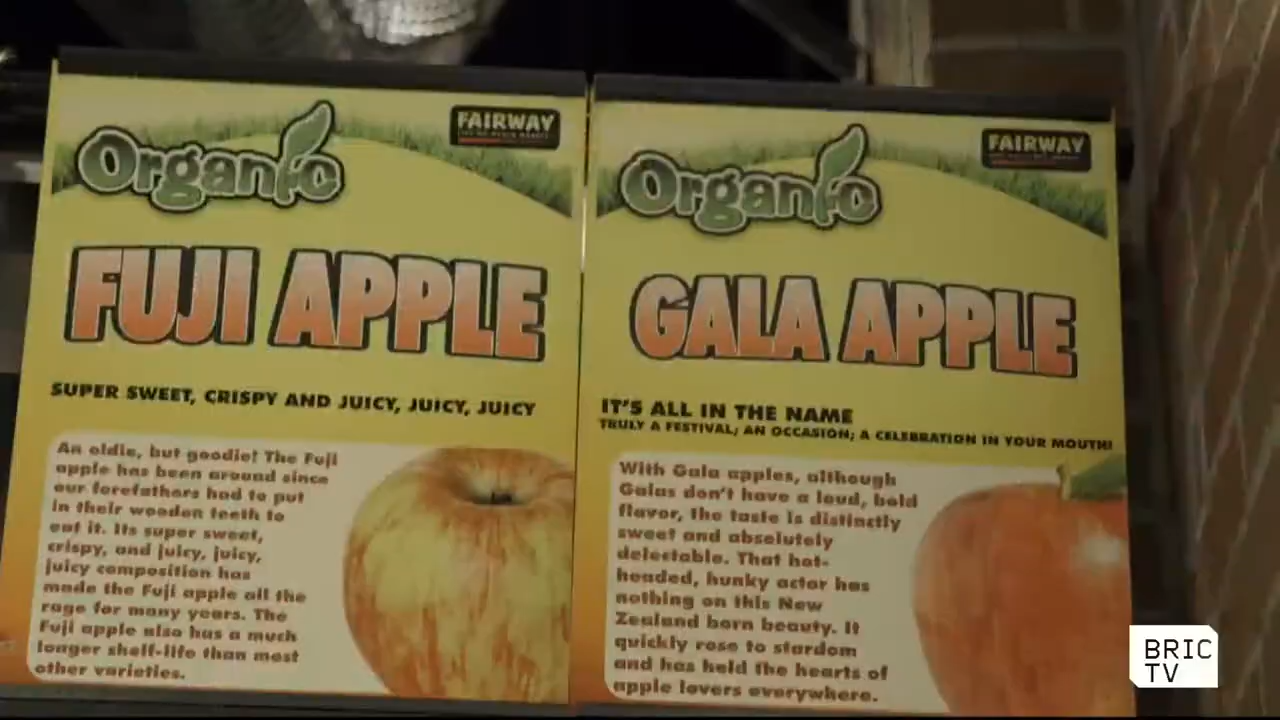 Organic
FAIRWAY
FUJI APPLE
SUPER SWEET, CRISPY AND JUICY, JUICY, JUICY
An oldie, but goodie! The Fuji
apple has been around since
our forefathers had to put
in their wooden teeth to
eat it. Its super sweet,
crispy, and juicy, juicy,
juicy composition has
made the Fuji apple all the
rage for many years. The
Fuji apple also has a much
longer shelf-life than most
other varieties.
Organic
FAIRWAY
GALA APPLE
IT'S ALL IN THE NAME
TRULY A FESTIVAL; AN OCCASION; A CELEBRATION IN YOUR MOUTH!
With Gala apples, although
Galas don't have a loud, bold
flavor, the taste is distinctly
sweet and absolutely
delectable. That hot-
headed, hunky actor has
nothing on this New
Zealand born beauty. It
quickly rose to stardom
and has held the hearts of
apple lovers everywhere.
BRIC
TV